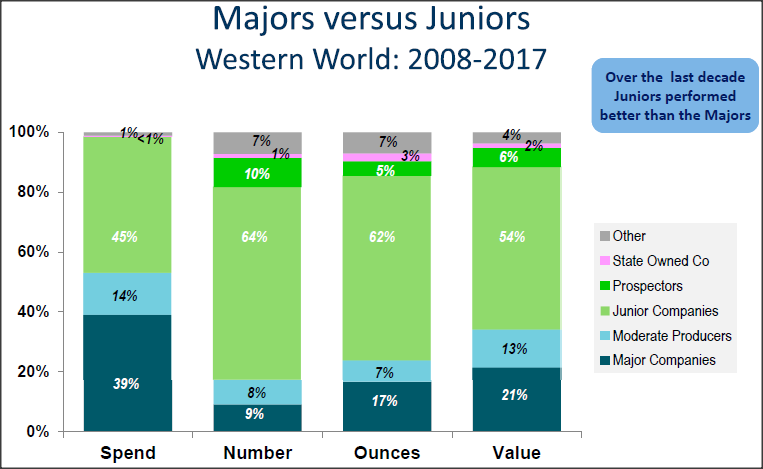 Majors versus Juniors
Western World: 2008-2017
Over the last decade
Juniors performed
better than the Majors
100%
80%
60%
40%
20%
0%
1%
<1%
45%
14%
39%
7%
1%
10%
64%
8%
9%
7%
3%
5%
62%
7%
17%
4%
2%
6%
54%
13%
21%
Spend
Number
Ounces
Value
Other
State Owned Co
Prospectors
Junior Companies
Moderate Producers
Major Companies